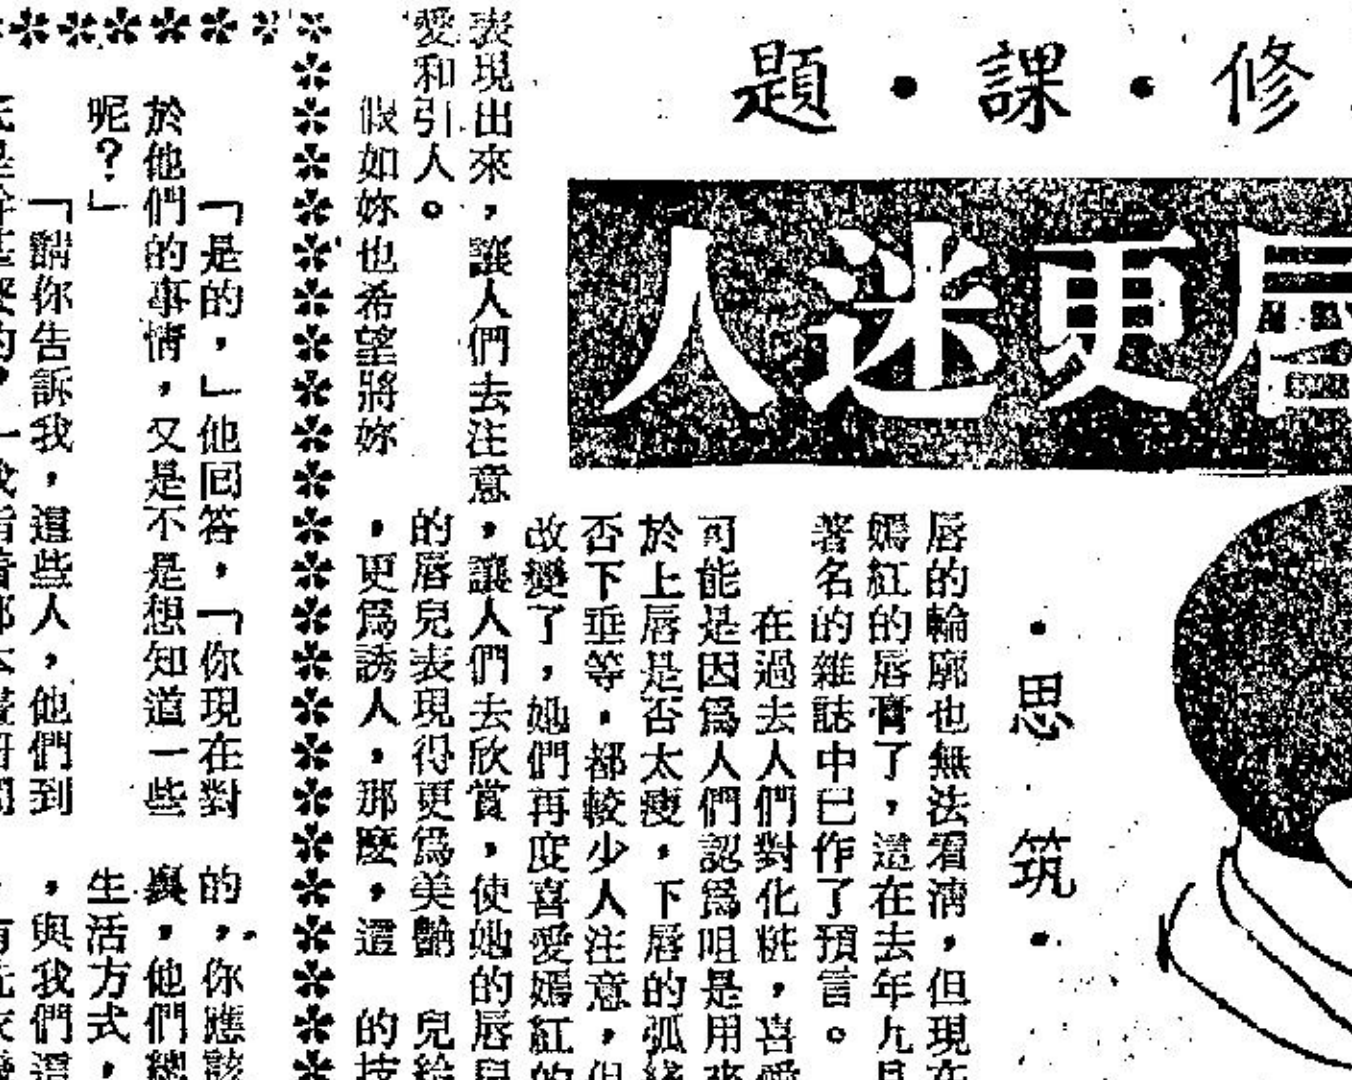 修・課・題
唇更迷人
・思筑・
唇的輪廓也無法看清，但現在
嫣紅的唇膏了，這在去年九月
著名的雜誌中已作了預言。
在過去人們對化粧，喜愛
可能是因爲人們認爲咀是用來
於上唇是否太瘦，下唇的弧綫
否下垂等，都較少人注意，但
改變了，她們再度喜愛嫣紅的
表現出來，讓人們去注意，讓人們去欣賞，使她的唇兒
愛和引人。
的唇兒表現得更爲美艷
兒給
假如妳也希望將妳
，更爲誘人，那麼，這
的技
「是的，」他回答，「你現在對
於他們的事情，又是不是想知道一些
呢？」
「請你告訴我，這些人，他們到
的，你應該
與，他們總
生活方式，
，與我們這